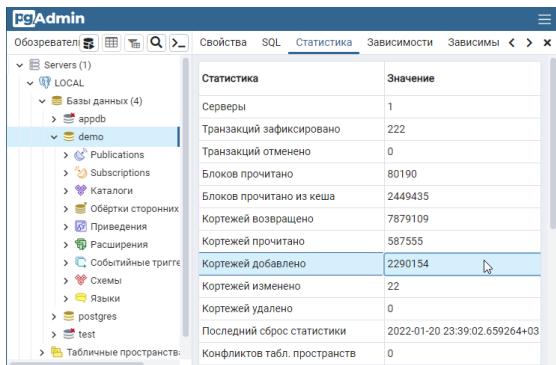 pgAdmin
Обозревател
Свойства SQL Статистика Зависимости Зависимы
Servers (1)
LOCAL
Базы данных (4)
appdb
demo
Publications
Subscriptions
Каталоги
Обёртки сторонних
Приведения
Расширения
Событийные тригге
Схемы
Языки
postgres
test
Табличные пространств
Статистика Значение
Серверы 1
Транзакций зафиксировано 222
Транзакций отменено 0
Блоков прочитано 80190
Блоков прочитано из кеша 2449435
Кортежей возвращено 7879109
Кортежей прочитано 587555
Кортежей добавлено 2290154
Кортежей изменено 22
Кортежей удалено 0
Последний сброс статистики 2022-01-20 23:39:02.659264+03
Конфликтов табл. пространств 0